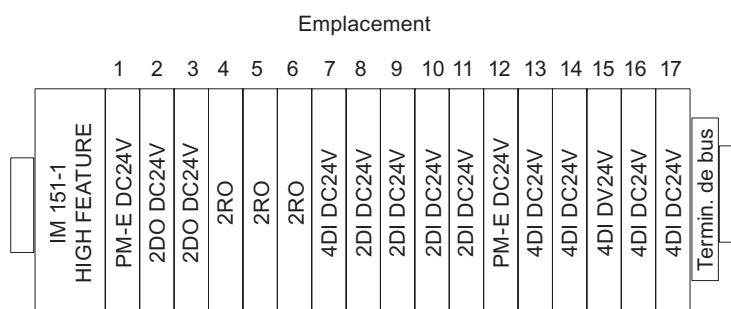 Emplacement
1 2 3 4 5 6 7 8 9 10 11 12 13 14 15 16 17
IM 151-1
HIGH FEATURE
PM-E DC24V
2DO DC24V
2DO DC24V
2RO
2RO
2RO
4DI DC24V
2DI DC24V
2DI DC24V
2DI DC24V
2DI DC24V
PM-E DC24V
4DI DC24V
4DI DC24V
4DI DV24V
4DI DC24V
4DI DC24V
Termin. de bus